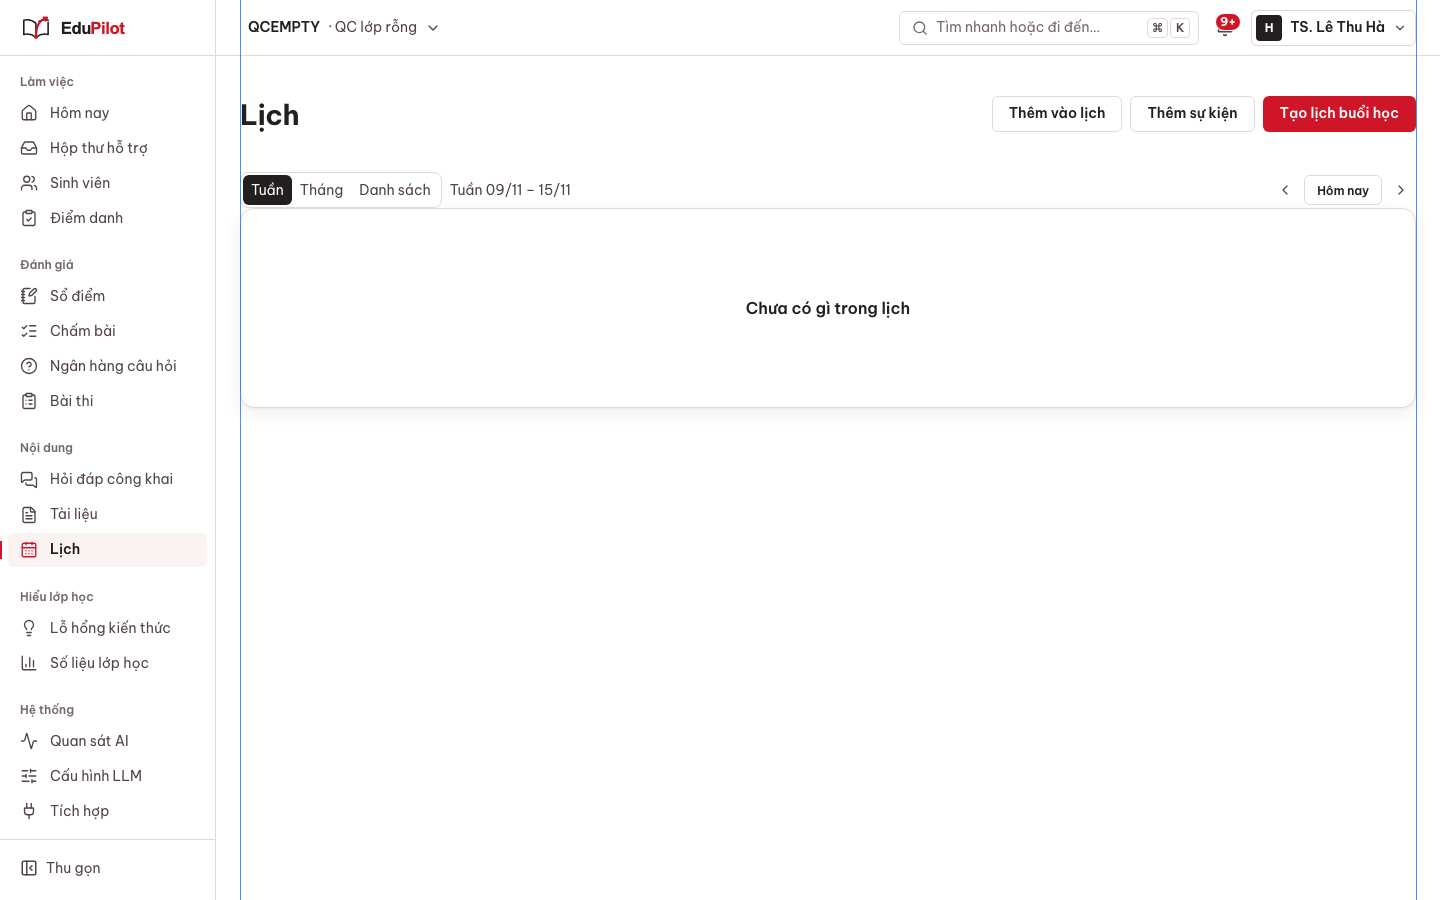 EduPilot
QCEMPTY · QC lớp rỗng
Tìm nhanh hoặc đi đến... ⌘ K
9+
H TS. Lê Thu Hà
Làm việc
Hôm nay
Hộp thư hỗ trợ
Sinh viên
Điểm danh
Đánh giá
Sổ điểm
Chấm bài
Ngân hàng câu hỏi
Bài thi
Nội dung
Hỏi đáp công khai
Tài liệu
Lịch
Hiểu lớp học
Lỗ hổng kiến thức
Số liệu lớp học
Hệ thống
Quan sát AI
Cấu hình LLM
Tích hợp
Thu gọn
Lịch
Thêm vào lịch
Thêm sự kiện
Tạo lịch buổi học
Tuần Tháng Danh sách Tuần 09/11 – 15/11
Hôm nay
Chưa có gì trong lịch